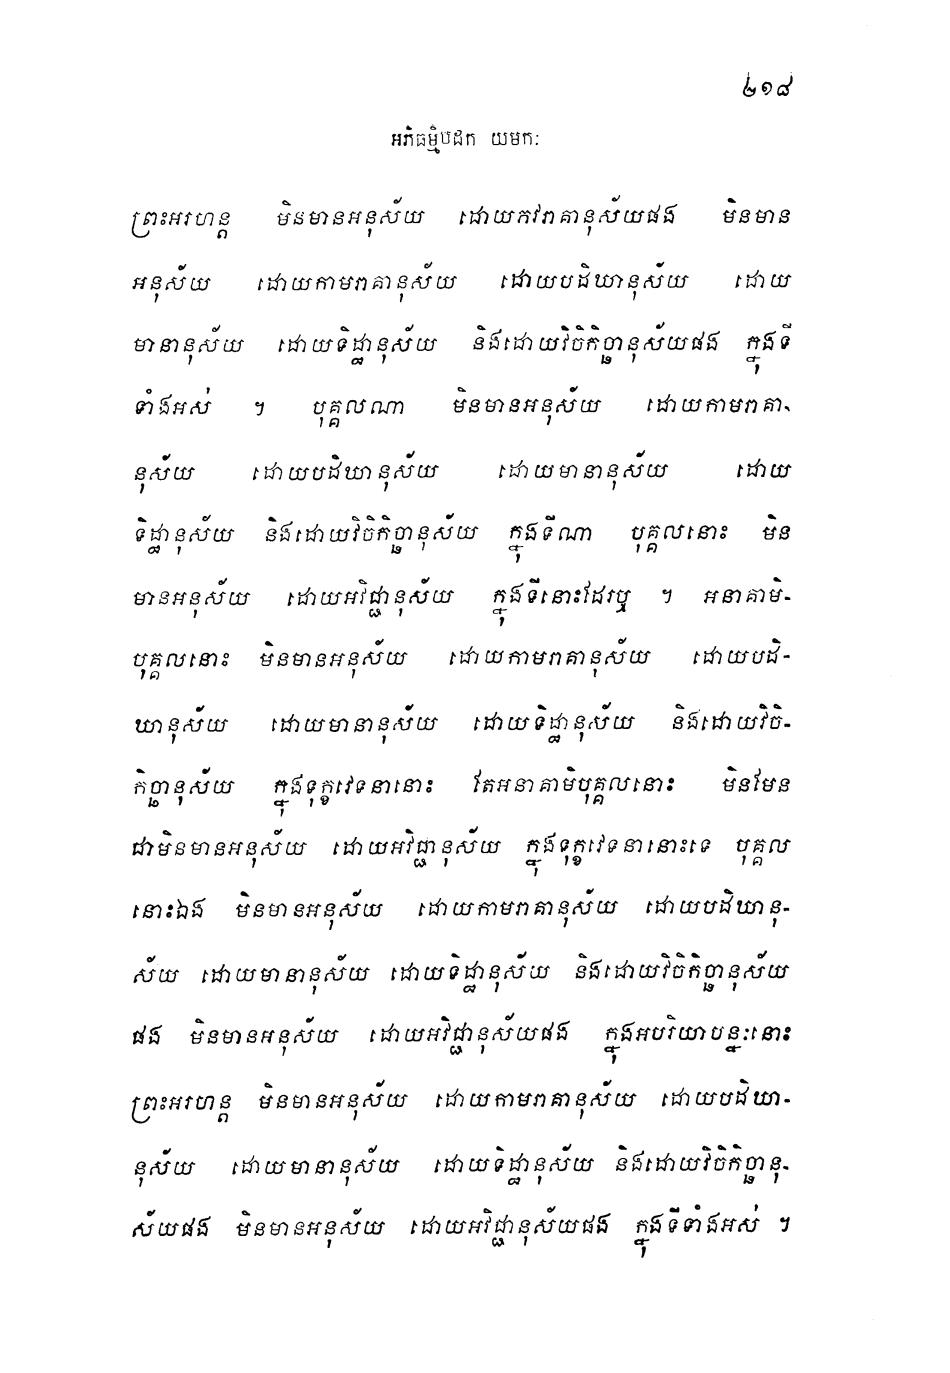 ២១៨
អភិធម្មបិដក យមកៈ
ព្រះអរហន្ត មិនមានអនុស័យ ដោយភវរាគានុស័យផង មិនមាន
អនុស័យ ដោយកាមរាគានុស័យ ដោយបដិឃានុស័យ ដោយ
មានានុស័យ ដោយទិដ្ឋានុស័យ និងដោយវិចិកិច្ឆានុស័យផង ក្នុងទី
ទាំងអស់ ។ បុគ្គលណា មិនមានអនុស័យ ដោយកាមរាគា-
នុស័យ ដោយបដិឃានុស័យ ដោយមានានុស័យ ដោយ
ទិដ្ឋានុស័យ និងដោយវិចិកិច្ឆានុស័យ ក្នុងទីណា បុគ្គលនោះ មិន
មានអនុស័យ ដោយអវិជ្ជានុស័យ ក្នុងទីនោះដែរឬ ។ អនាគាមិ-
បុគ្គលនោះ មិនមានអនុស័យ ដោយកាមរាគានុស័យ ដោយបដិ-
ឃានុស័យ ដោយមានានុស័យ ដោយទិដ្ឋានុស័យ និងដោយវិចិ-
កិច្ឆានុស័យ ក្នុងទុក្ខវេទនានោះ តែអនាគាមិបុគ្គលនោះ មិនមែន
ជាមិនមានអនុស័យ ដោយអវិជ្ជានុស័យ ក្នុងទុក្ខវេទនានោះទេ បុគ្គល
នោះឯង មិនមានអនុស័យ ដោយកាមរាគានុស័យ ដោយបដិឃានុ-
ស័យ ដោយមានានុស័យ ដោយទិដ្ឋានុស័យ និងដោយវិចិកិច្ឆានុស័យ
ផង មិនមានអនុស័យ ដោយអវិជ្ជានុស័យផង ក្នុងអបរិយាបន្នៈនោះ
ព្រះអរហន្ត មិនមានអនុស័យ ដោយកាមរាគានុស័យ ដោយបដិឃា-
នុស័យ ដោយមានានុស័យ ដោយទិដ្ឋានុស័យ និងដោយវិចិកិច្ឆានុ-
ស័យផង មិនមានអនុស័យ ដោយអវិជ្ជានុស័យផង ក្នុងទីទាំងអស់ ។